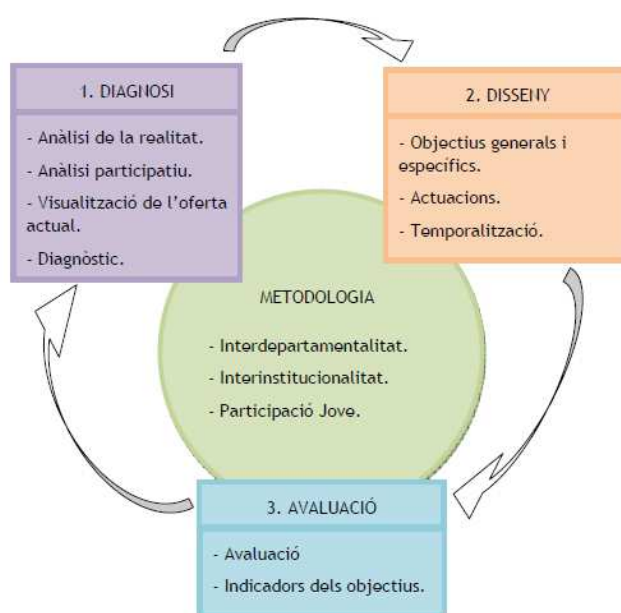 1. DIAGNOSI
- Anàlisi de la realitat.
- Anàlisi participatiu.
- Visualització de l'oferta
actual.
- Diagnòstic.
2. DISSENY
- Objectius generals i
específics.
- Actuacions.
- Temporalització.
METODOLOGIA
- Interdepartamentalitat.
- Interinstitucionalitat.
- Participació Jove.
3. AVALUACIÓ
- Avaluació
- Indicadors dels objectius.